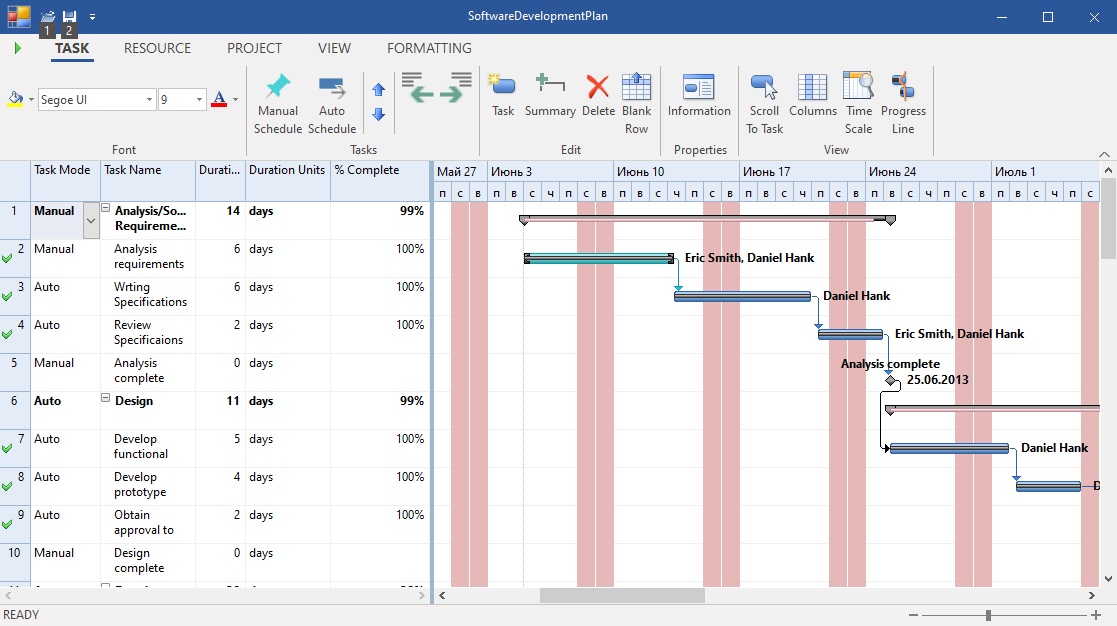 SoftwareDevelopmentPlan
1 2
TASK RESOURCE PROJECT VIEW FORMATTING
Segoe UI 9 A
Manual Schedule
Auto Schedule
Task Summary Delete Blank Row
Information
Scroll To Task
Columns
Time Scale
Progress Line
Font Tasks Edit Properties View
Task Mode Task Name Durati... Duration Units % Complete
Май 27 Июнь 3 Июнь 10 Июнь 17 Июнь 24 Июль 1
п с в п в с ч п с в п в с ч п с в п в с ч п с в п в с ч п с в п в с ч п с
1 Manual Analysis/So... 14 days 99%
Requireme...
2 Manual Analysis 6 days 100%
requirements
Eric Smith, Daniel Hank
3 Auto Wrting 6 days 100%
Specifications
Daniel Hank
4 Auto Review 2 days 100%
Specificaions
Eric Smith, Daniel Hank
5 Manual Analysis 0 days
complete
Analysis complete
25.06.2013
6 Auto Design 11 days 99%
7 Auto Develop 5 days 100%
functional
Daniel Hank
8 Auto Develop 4 days 100%
prototype
D
9 Auto Obtain 2 days 100%
approval to
10 Manual Design 0 days
complete
READY